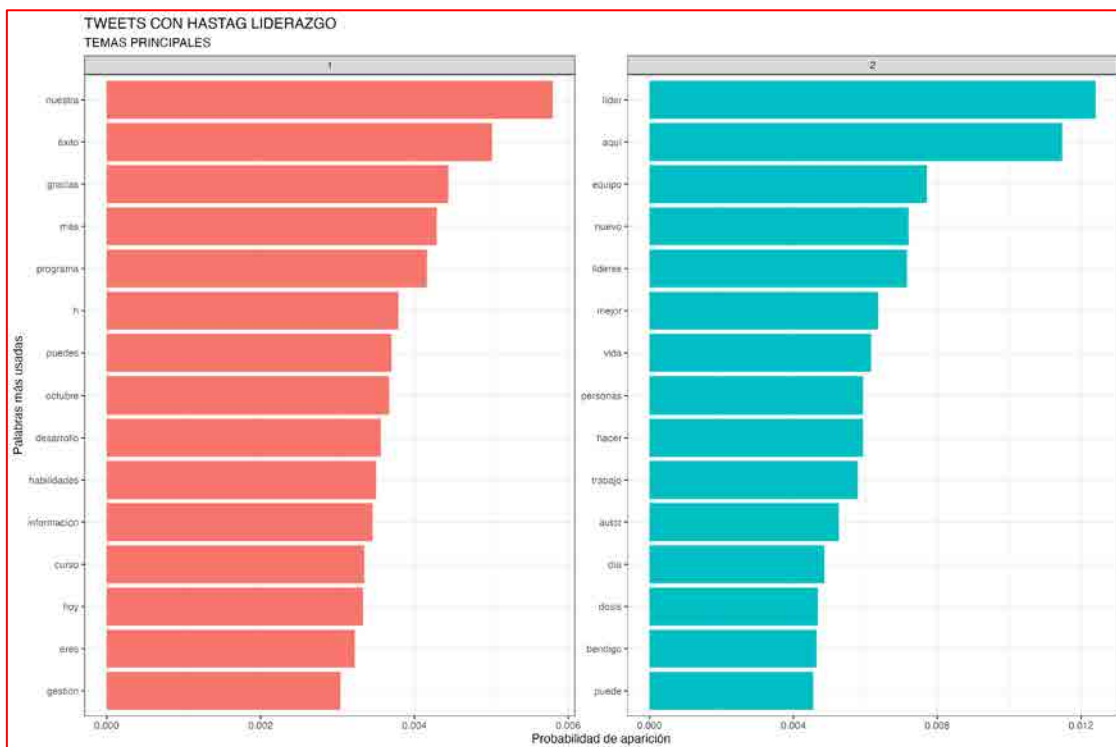 TWEETS CON HASTAG LIDERAZGO
TEMAS PRINCIPALES
Palabras más usadas
1
nuestra
éxito
gracias
más
programa
h
puedes
octubre
desarrollo
habilidades
información
curso
hoy
eres
gestión
0.000
0.002
0.004
0.006
2
líder
aquí
equipo
nuevo
líderes
mejor
vida
personas
hacer
trabajo
autor
día
dosis
bendigo
puede
0.000
0.004
0.008
0.012
Probabilidad de aparición